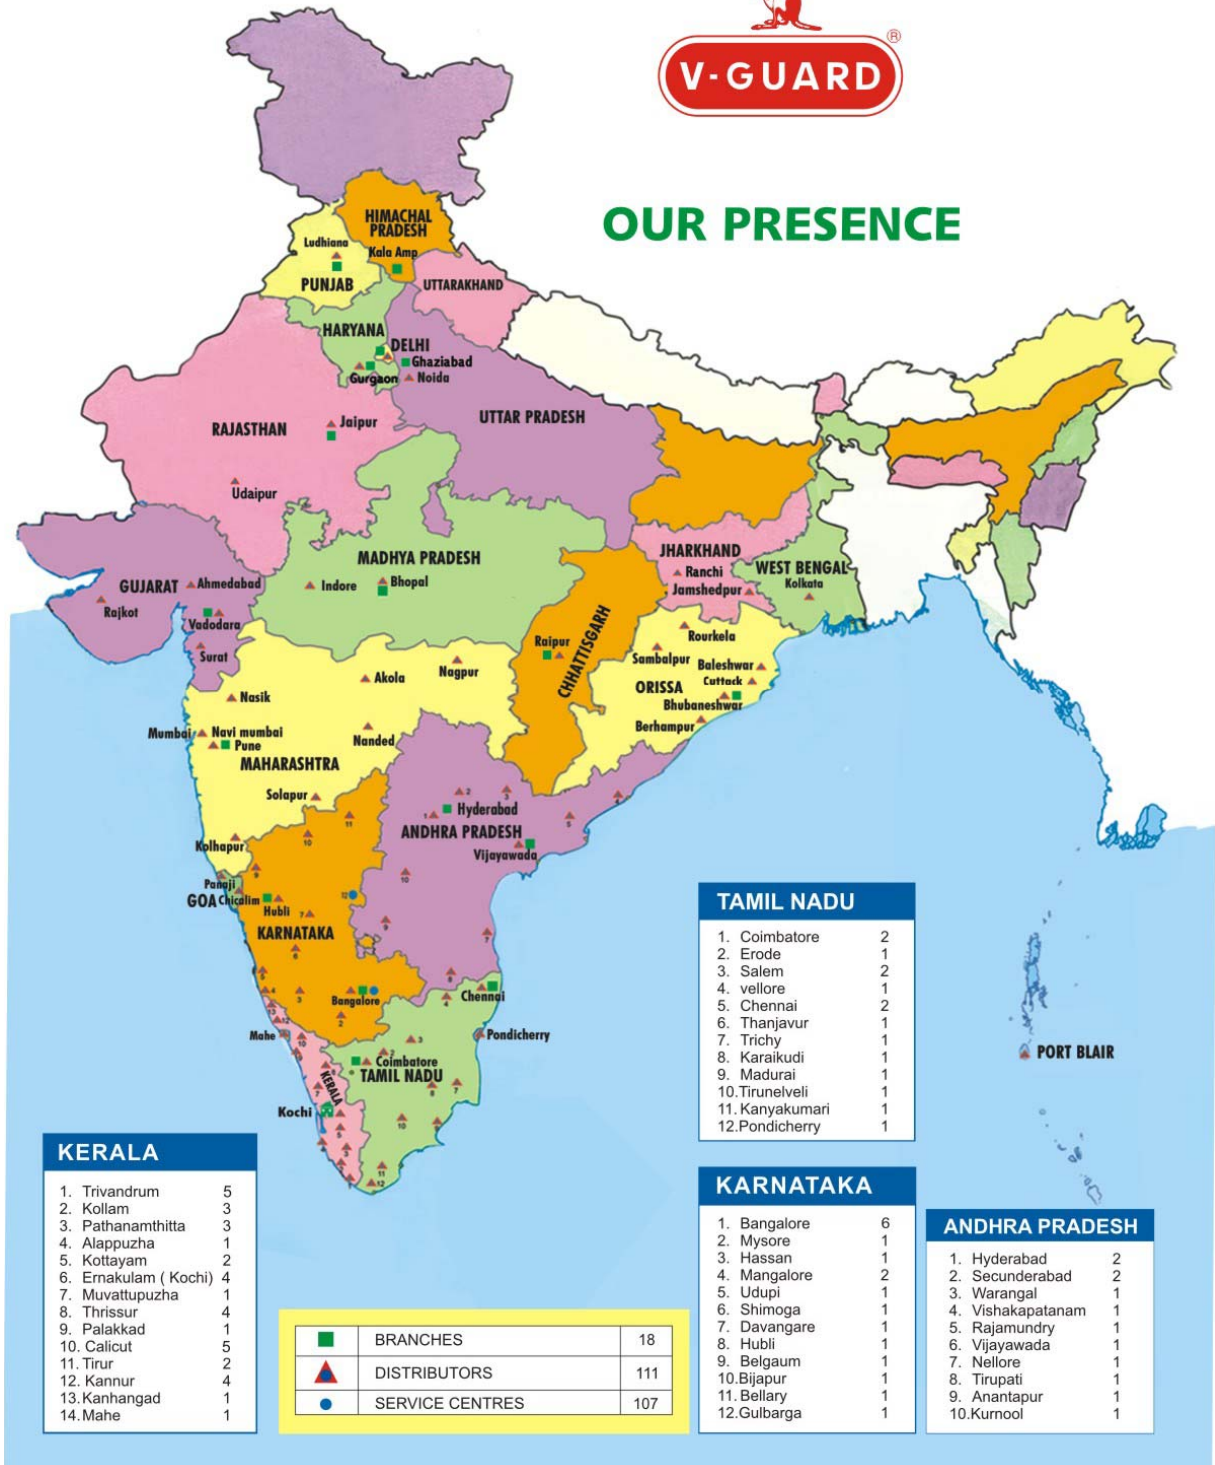 V-GUARD
®
OUR PRESENCE
HIMACHAL
PRADESH
Kala Amp
Ludhiana
PUNJAB
UTTARAKHAND
HARYANA
DELHI
Ghaziabad
Gurgaon
Noida
RAJASTHAN
Jaipur
Udaipur
UTTAR PRADESH
MADHYA PRADESH
Indore
Bhopal
GUJARAT
Ahmedabad
Rajkot
Vadodara
Surat
JHARKHAND
Ranchi
Jamshedpur
WEST BENGAL
Kolkata
Raipur
CHHATTISGARH
Rourkela
Sambalpur
Baleshwar
ORISSA
Cuttack
Bhubaneshwar
Berhampur
Nagpur
Akola
Nasik
Mumbai
Navi mumbai
Pune
Nanded
MAHARASHTRA
Solapur
Kolhapur
Hyderabad
ANDHRA PRADESH
Vijayawada
Panaji
GOA
Chicalim
Hubli
KARNATAKA
Bangalore
Chennai
Mahe
Pondicherry
Coimbatore
TAMIL NADU
KERALA
Kochi
PORT BLAIR
TAMIL NADU
1. Coimbatore 2
2. Erode 1
3. Salem 2
4. vellore 1
5. Chennai 2
6. Thanjavur 1
7. Trichy 1
8. Karaikudi 1
9. Madurai 1
10.Tirunelveli 1
11. Kanyakumari 1
12.Pondicherry 1
KERALA
1. Trivandrum 5
2. Kollam 3
3. Pathanamthitta 3
4. Alappuzha 1
5. Kottayam 2
6. Ernakulam ( Kochi) 4
7. Muvattupuzha 1
8. Thrissur 4
9. Palakkad 1
10. Calicut 5
11. Tirur 2
12. Kannur 4
13.Kanhangad 1
14.Mahe 1
BRANCHES 18
DISTRIBUTORS 111
SERVICE CENTRES 107
KARNATAKA
1. Bangalore 6
2. Mysore 1
3. Hassan 1
4. Mangalore 2
5. Udupi 1
6. Shimoga 1
7. Davangare 1
8. Hubli 1
9. Belgaum 1
10.Bijapur 1
11.Bellary 1
12.Gulbarga 1
ANDHRA PRADESH
1. Hyderabad 2
2. Secunderabad 2
3. Warangal 1
4. Vishakapatanam 1
5. Rajamundry 1
6. Vijayawada 1
7. Nellore 1
8. Tirupati 1
9. Anantapur 1
10.Kurnool 1